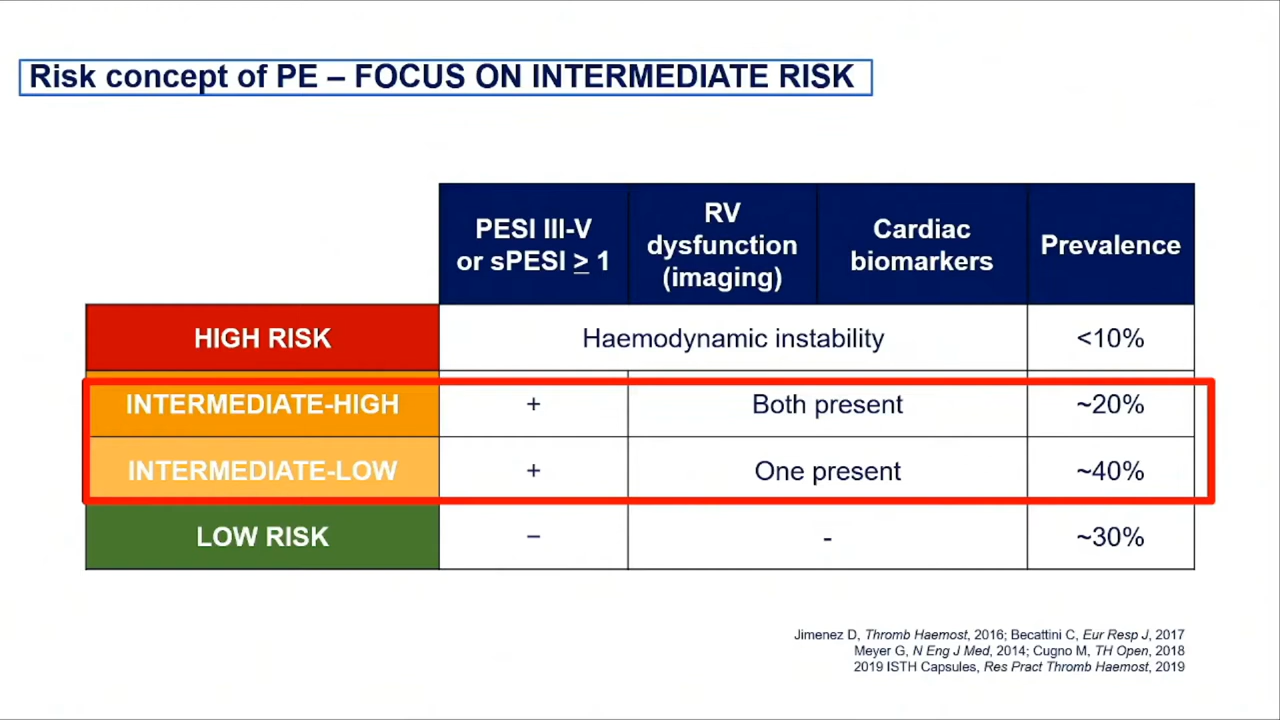 Risk concept of PE – FOCUS ON INTERMEDIATE RISK
PESI III-V
or sPESI ≥ 1
RV
dysfunction
(imaging)
Cardiac
biomarkers
Prevalence
HIGH RISK
Haemodynamic instability
<10%
INTERMEDIATE-HIGH
+
Both present
~20%
INTERMEDIATE-LOW
+
One present
~40%
LOW RISK
–
-
~30%
Jimenez D, Thromb Haemost, 2016; Becattini C, Eur Resp J, 2017
Meyer G, N Eng J Med, 2014; Cugno M, TH Open, 2018
2019 ISTH Capsules, Res Pract Thromb Haemost, 2019